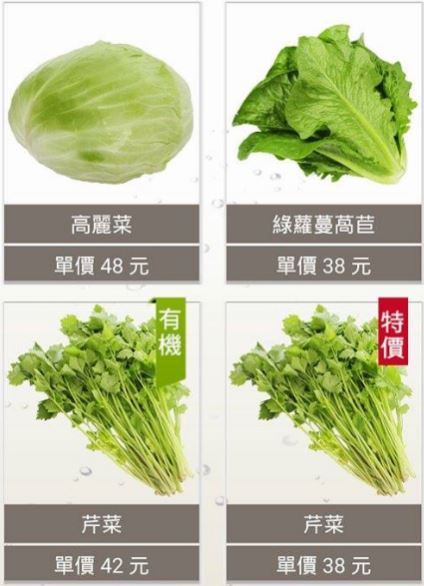 高麗菜
單價 48 元
綠蘿蔓萵苣
單價 38 元
有機
芹菜
單價 42 元
特價
芹菜
單價 38 元